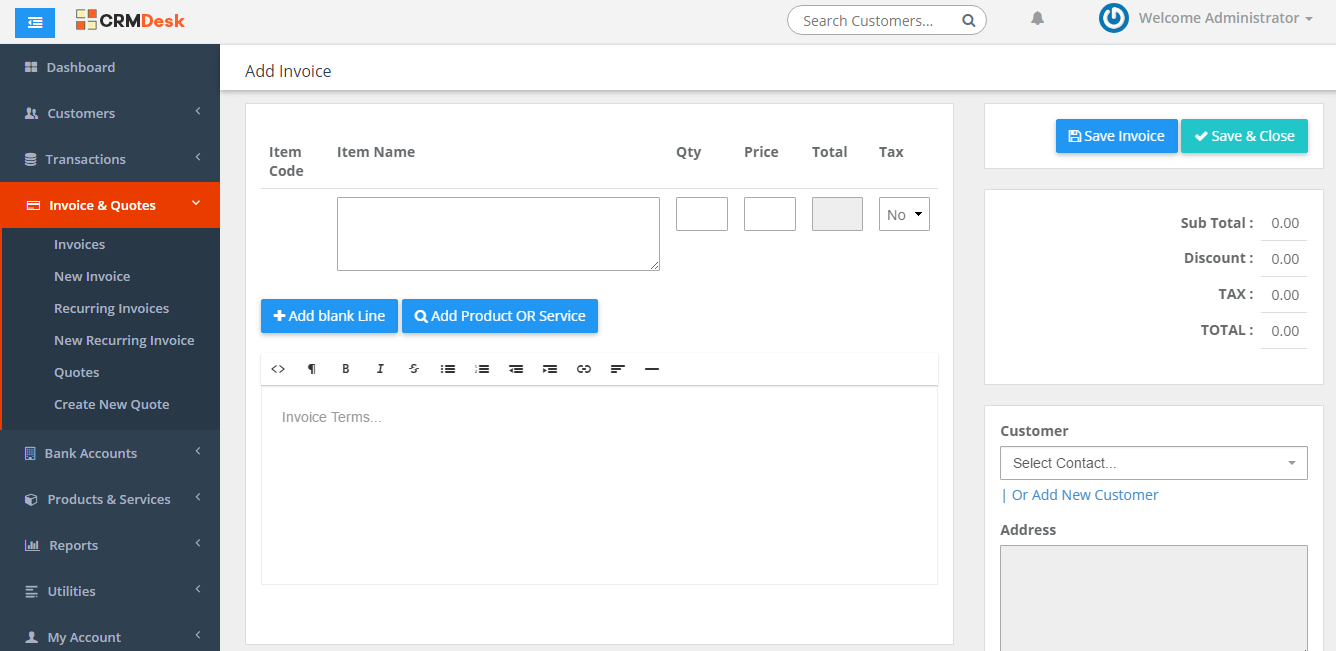 CRMDesk
Search Customers...
Welcome Administrator
Dashboard
Customers
Transactions
Invoice & Quotes
Invoices
New Invoice
Recurring Invoices
New Recurring Invoice
Quotes
Create New Quote
Bank Accounts
Products & Services
Reports
Utilities
My Account
Add Invoice
Item Code
Item Name
Qty
Price
Total
Tax
No
Add blank Line
Add Product OR Service
Invoice Terms...
Save Invoice
Save & Close
Sub Total : 0.00
Discount : 0.00
TAX : 0.00
TOTAL : 0.00
Customer
Select Contact...
| Or Add New Customer
Address